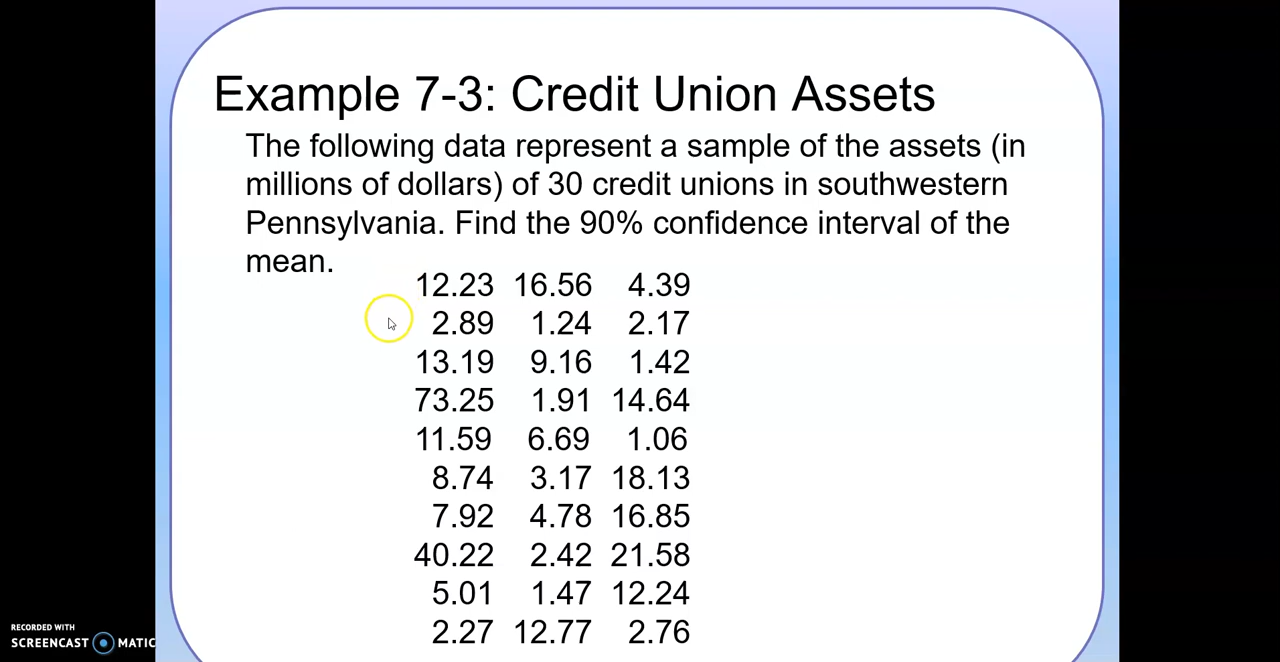 Example 7-3: Credit Union Assets
The following data represent a sample of the assets (in
millions of dollars) of 30 credit unions in southwestern
Pennsylvania. Find the 90% confidence interval of the
mean.
12.23 16.56 4.39
2.89 1.24 2.17
13.19 9.16 1.42
73.25 1.91 14.64
11.59 6.69 1.06
8.74 3.17 18.13
7.92 4.78 16.85
40.22 2.42 21.58
5.01 1.47 12.24
2.27 12.77 2.76
RECORDED WITH
SCREENCAST MATIC